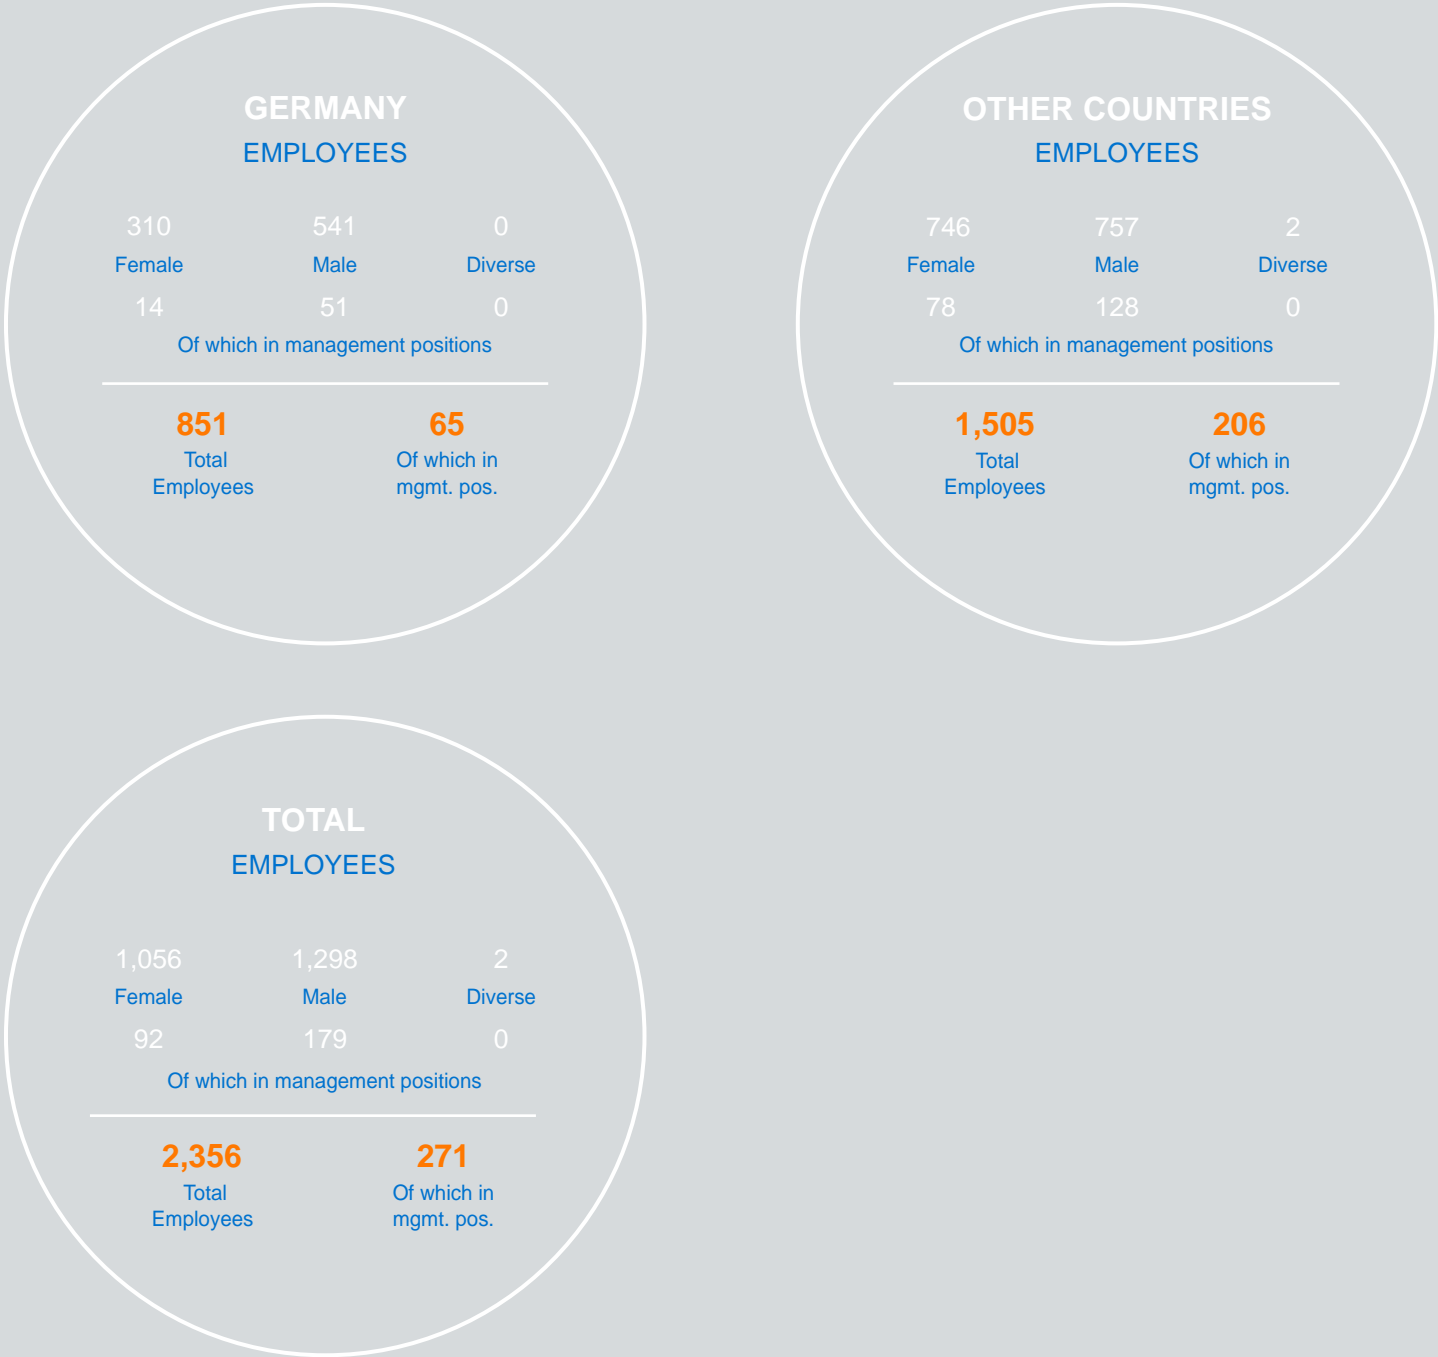 GERMANY
EMPLOYEES
310 541 0
Female Male Diverse
14 51 0
Of which in management positions
851 65
Total Of which in
Employees mgmt. pos.
OTHER COUNTRIES
EMPLOYEES
746 757 2
Female Male Diverse
78 128 0
Of which in management positions
1,505 206
Total Of which in
Employees mgmt. pos.
TOTAL
EMPLOYEES
1,056 1,298 2
Female Male Diverse
92 179 0
Of which in management positions
2,356 271
Total Of which in
Employees mgmt. pos.